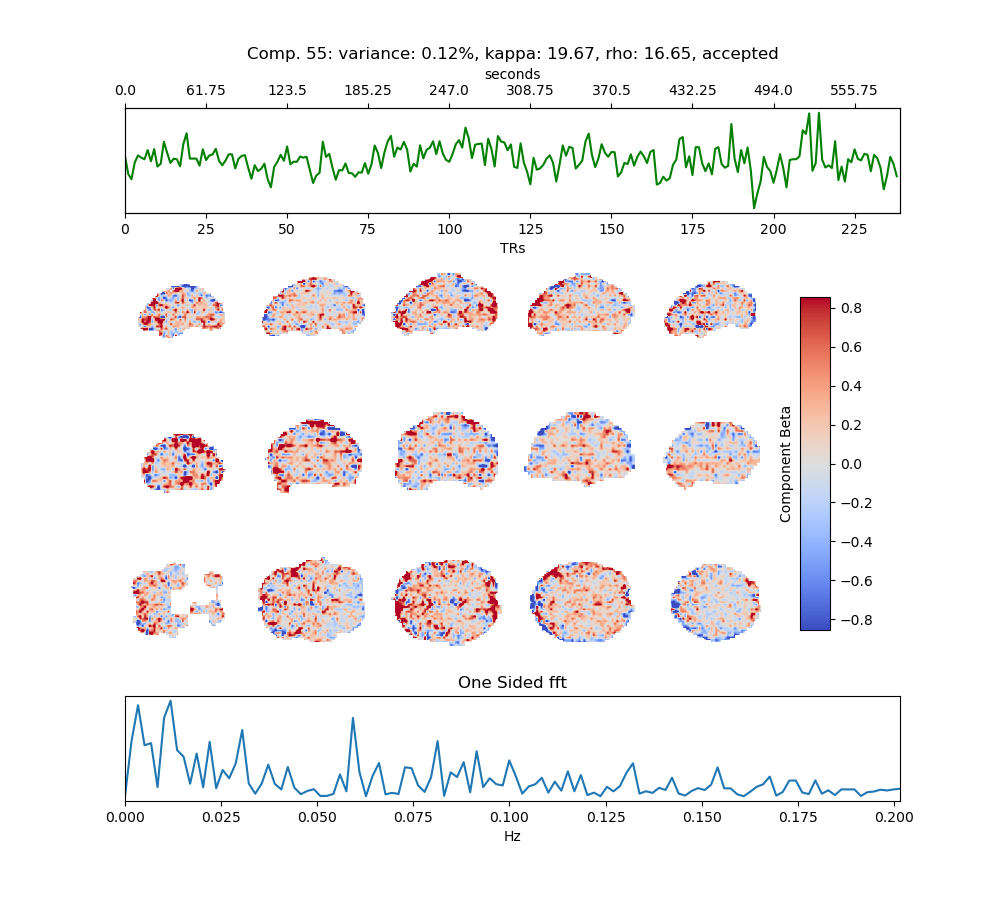 Comp. 55: variance: 0.12%, kappa: 19.67, rho: 16.65, accepted
seconds
0.0 61.75 123.5 185.25 247.0 308.75 370.5 432.25 494.0 555.75
0 25 50 75 100 125 150 175 200 225
TRs
0.8
0.6
0.4
0.2
0.0
−0.2
−0.4
−0.6
−0.8
Component Beta
One Sided fft
0.000 0.025 0.050 0.075 0.100 0.125 0.150 0.175 0.200
Hz